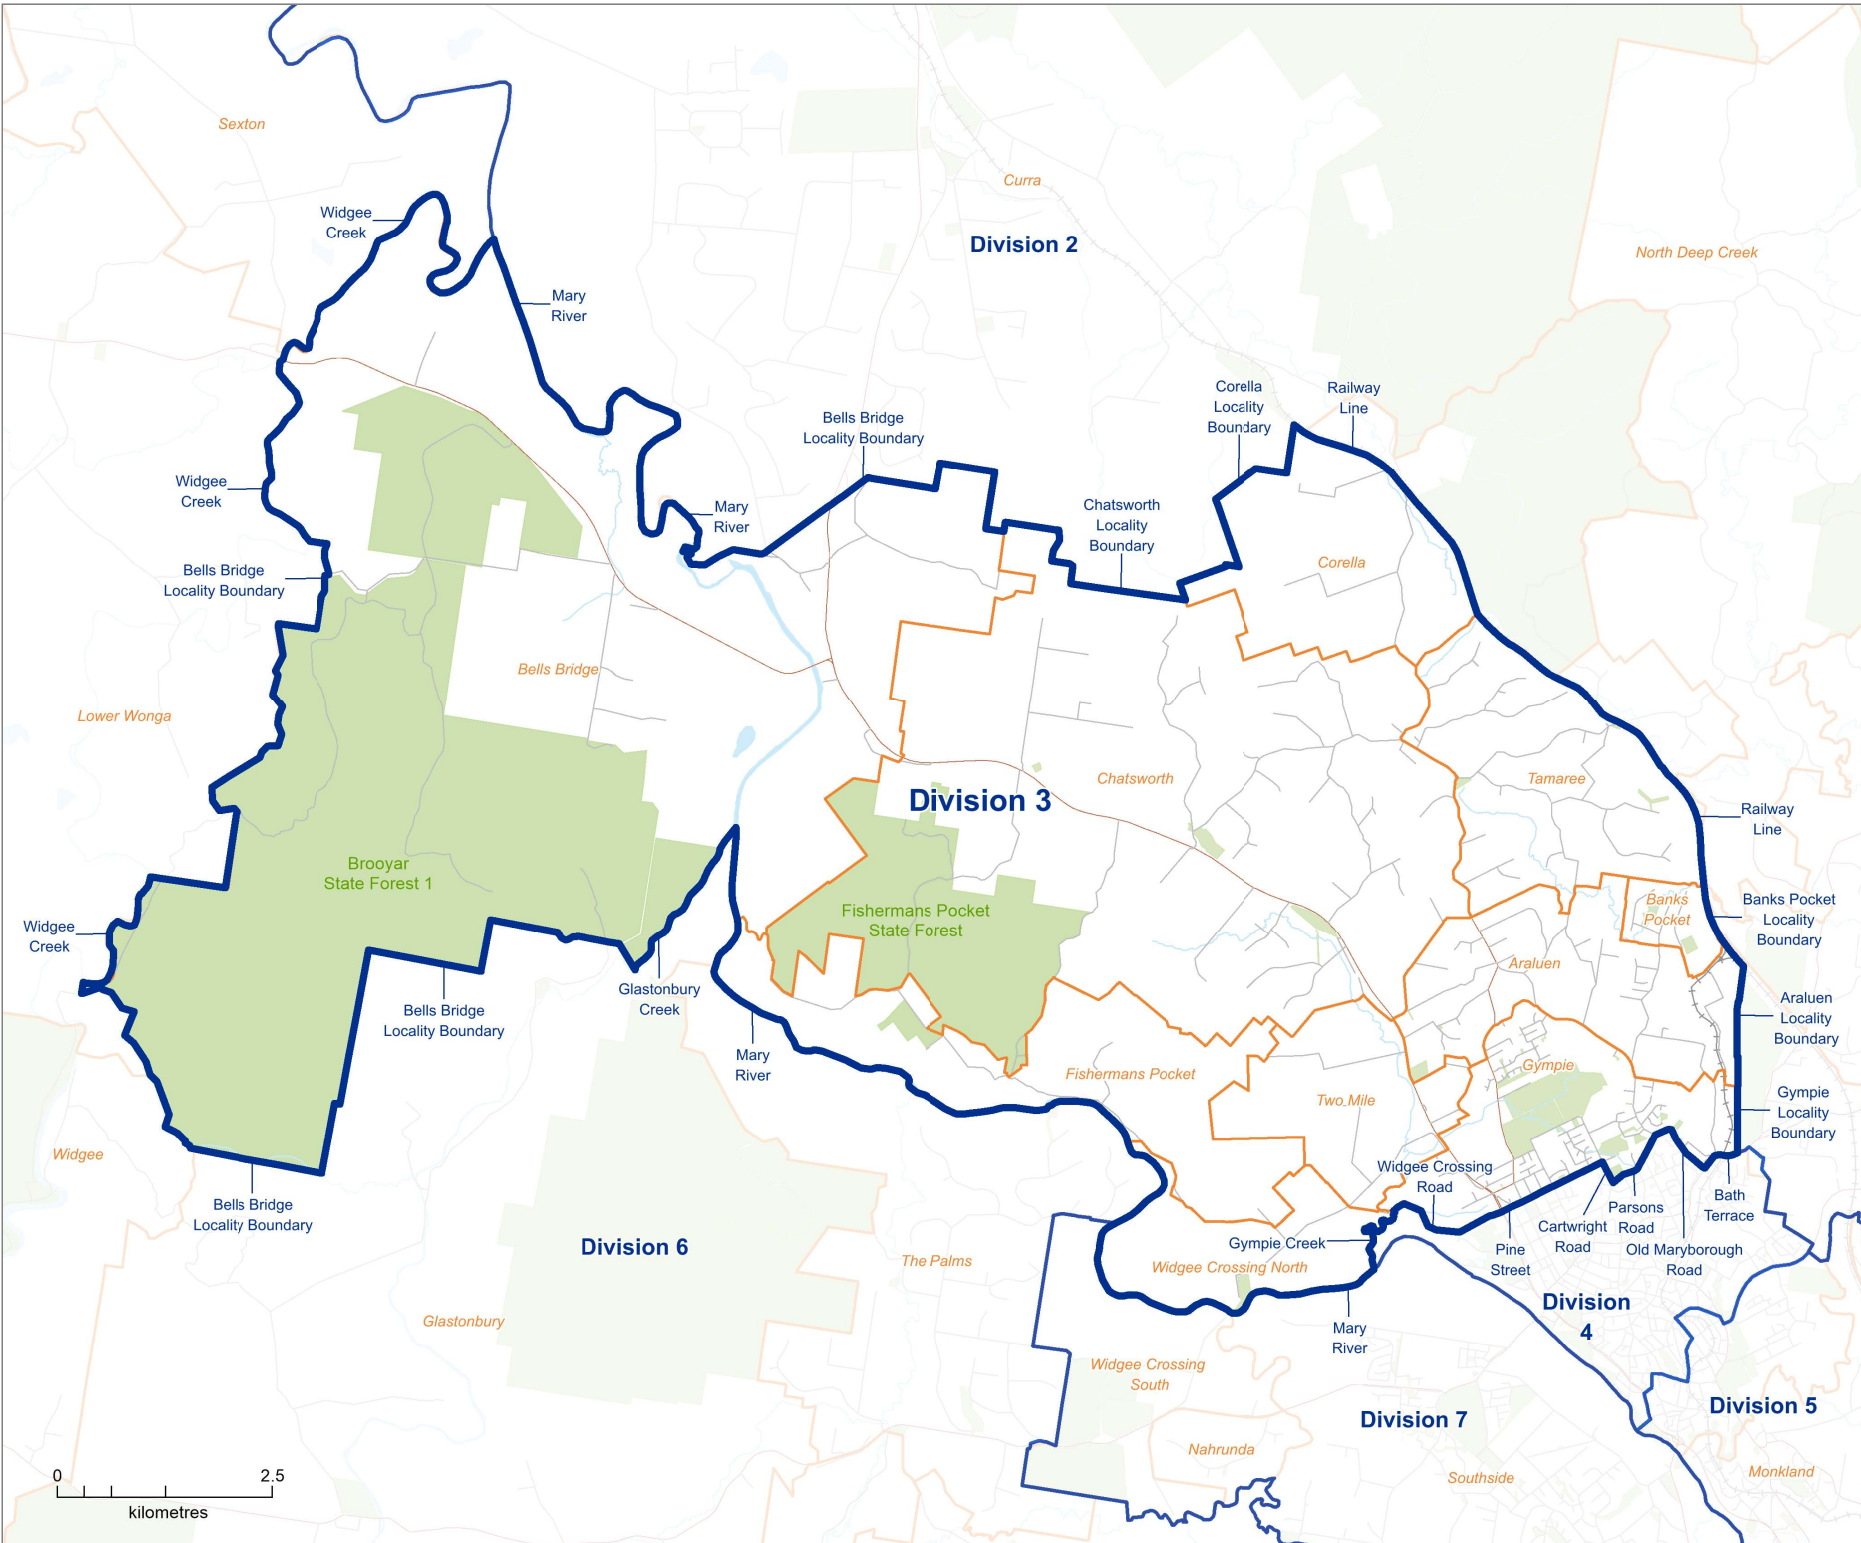 Sexton
Curra
Widgee
Creek
Division 2
North Deep Creek
Mary
River
Corella
Locality
Boundary
Railway
Line
Bells Bridge
Locality Boundary
Widgee
Creek
Mary
River
Chatsworth
Locality
Boundary
Corella
Bells Bridge
Locality Boundary
Bells Bridge
Lower Wonga
Chatsworth
Tamaree
Division 3
Railway
Line
Brooyar
State Forest 1
Fishermans Pocket
State Forest
Banks
Pocket
Banks Pocket
Locality
Boundary
Widgee
Creek
Araluen
Glastonbury
Creek
Bells Bridge
Locality Boundary
Araluen
Locality
Boundary
Mary
River
Fishermans Pocket
Gympie
Two Mile
Gympie
Locality
Boundary
Widgee
Widgee Crossing
Road
Bells Bridge
Locality Boundary
Bath
Terrace
Parsons
Road
Cartwright
Road
Old Maryborough
Road
Pine
Street
Gympie Creek
Division 6
The Palms
Widgee Crossing North
Division
4
Glastonbury
Mary
River
Widgee Crossing
South
Division 7
Division 5
Nahrunda
Southside
Monkland
0 2.5
kilometres